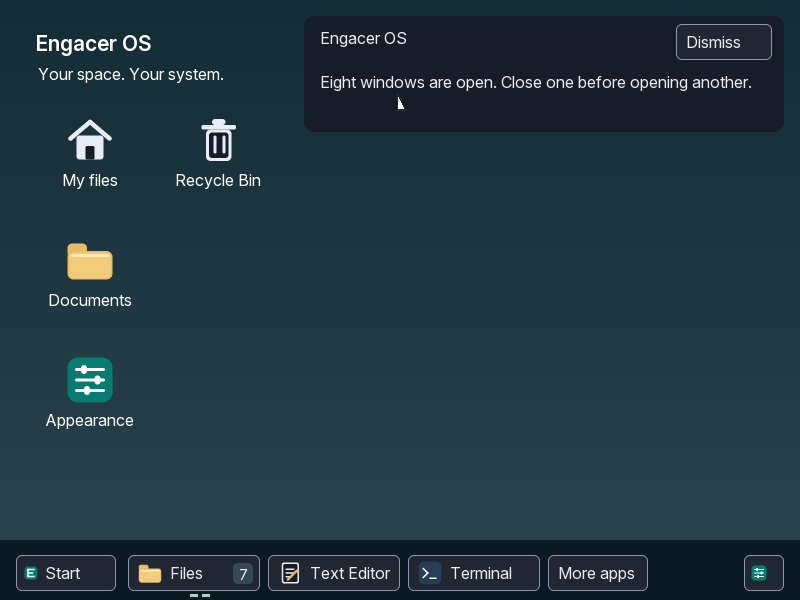 Engacer OS
Your space. Your system.
Engacer OS
Dismiss
Eight windows are open. Close one before opening another.
My files
Recycle Bin
Documents
Appearance
E Start
Files 7
Text Editor
Terminal
More apps